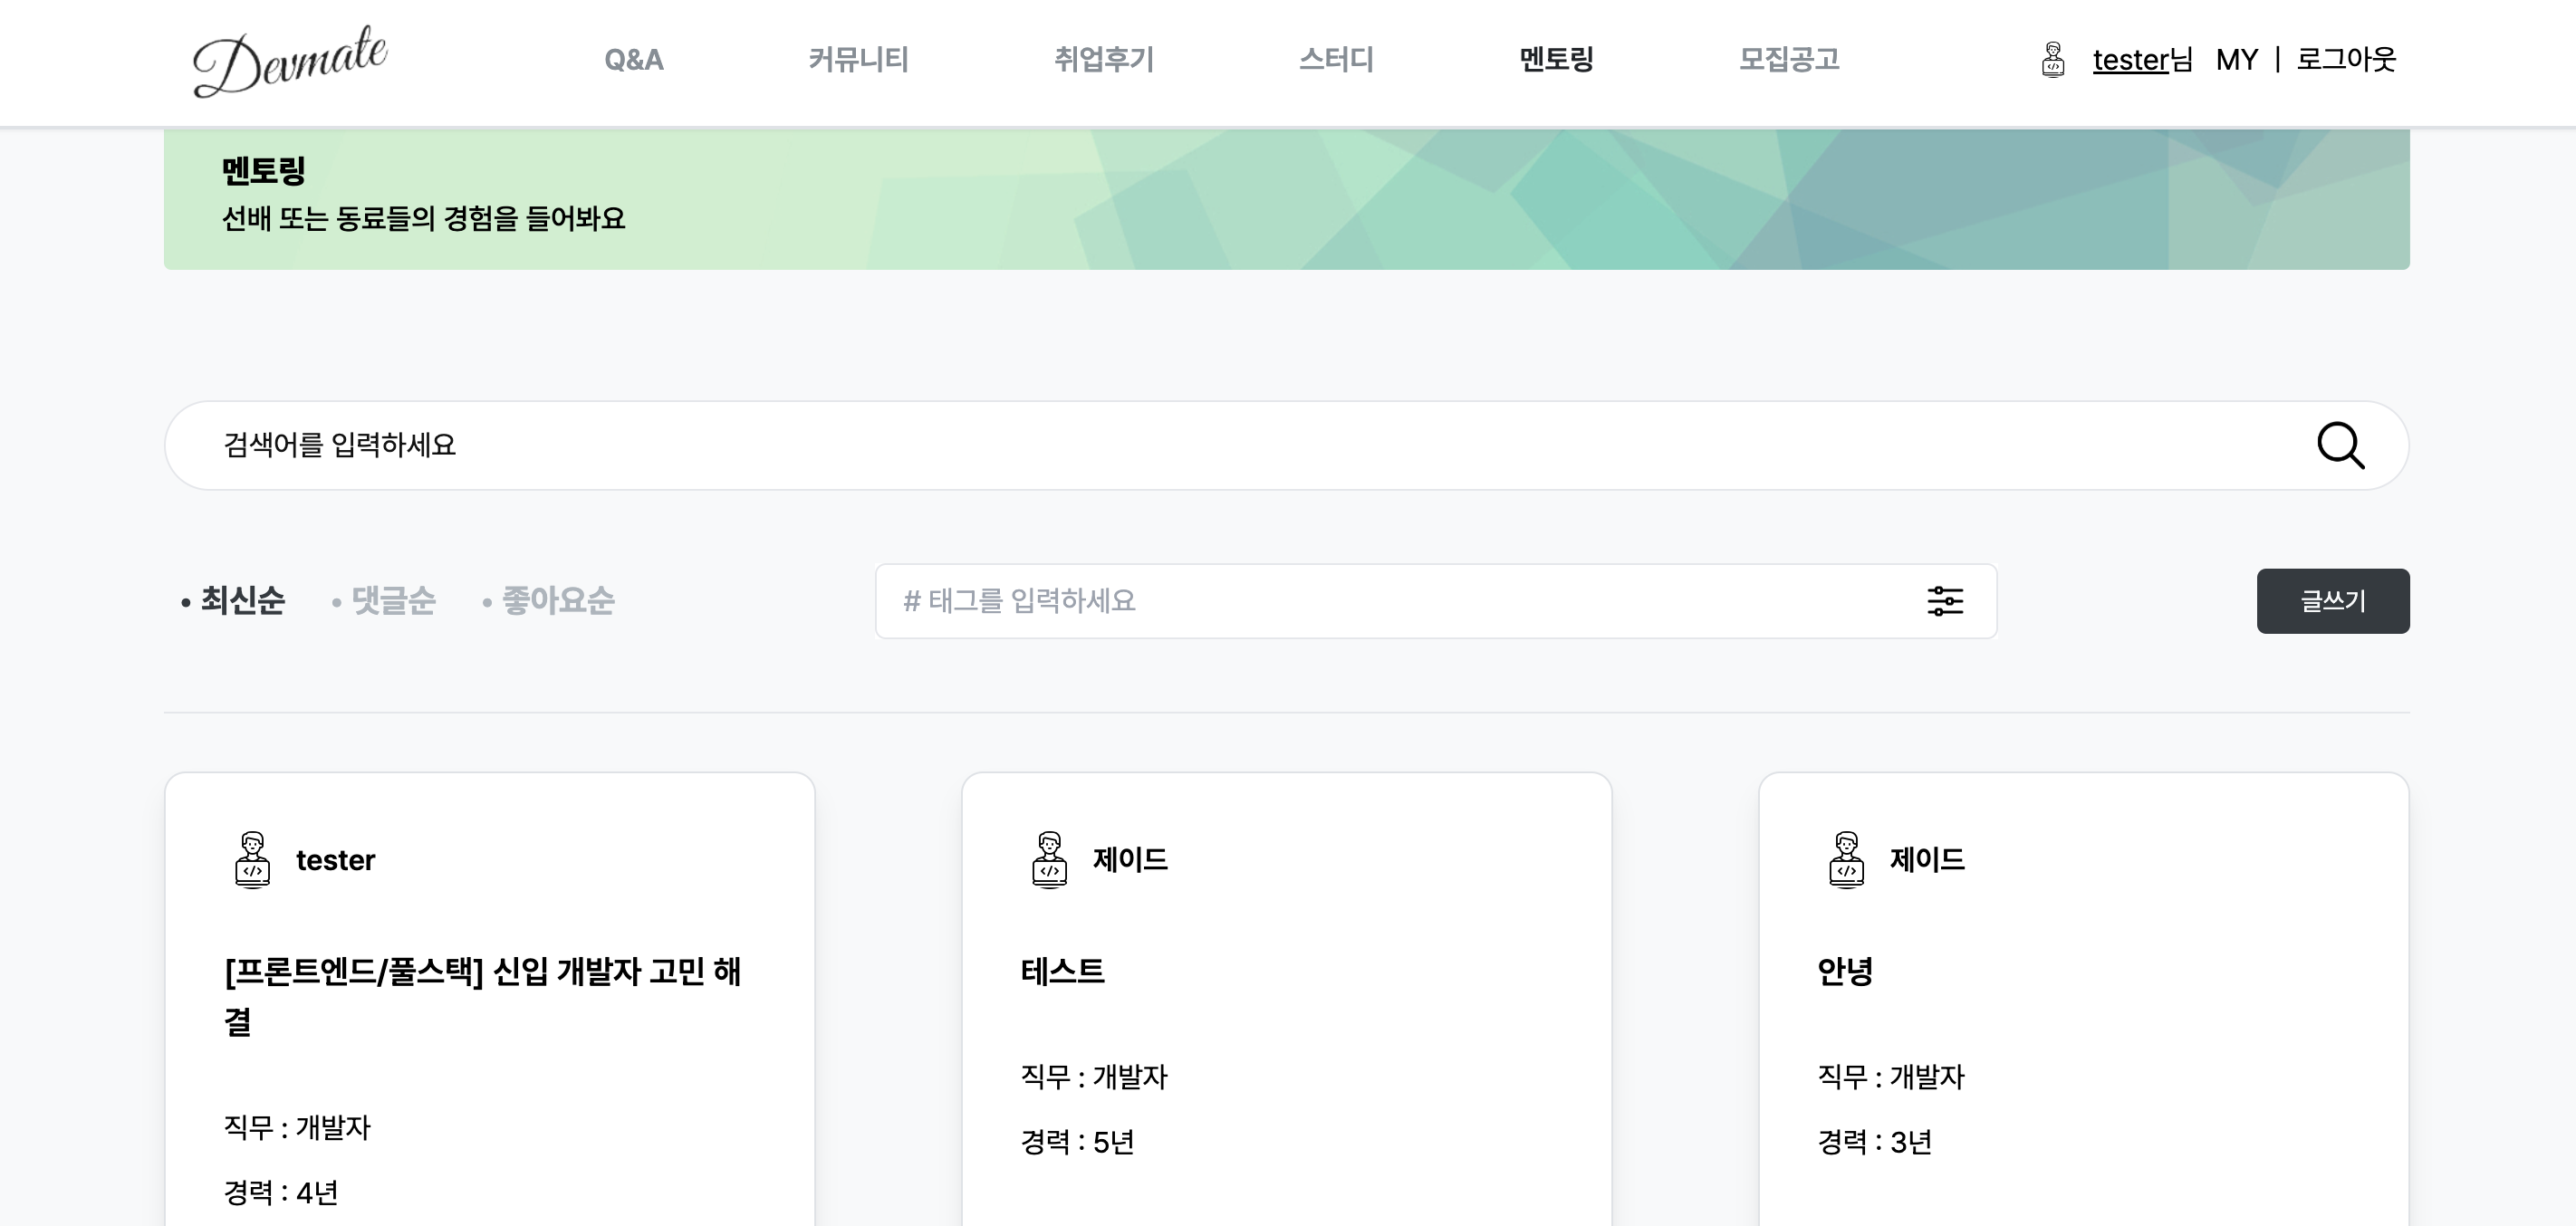 Devmate
Q&A 커뮤니티 취업후기 스터디 멘토링 모집공고 tester님 MY | 로그아웃
멘토링
선배 또는 동료들의 경험을 들어봐요
검색어를 입력하세요
• 최신순 • 댓글순 • 좋아요순 # 태그를 입력하세요 글쓰기
tester
[프론트엔드/풀스택] 신입 개발자 고민 해
결
직무 : 개발자
경력 : 4년
제이드
테스트
직무 : 개발자
경력 : 5년
제이드
안녕
직무 : 개발자
경력 : 3년